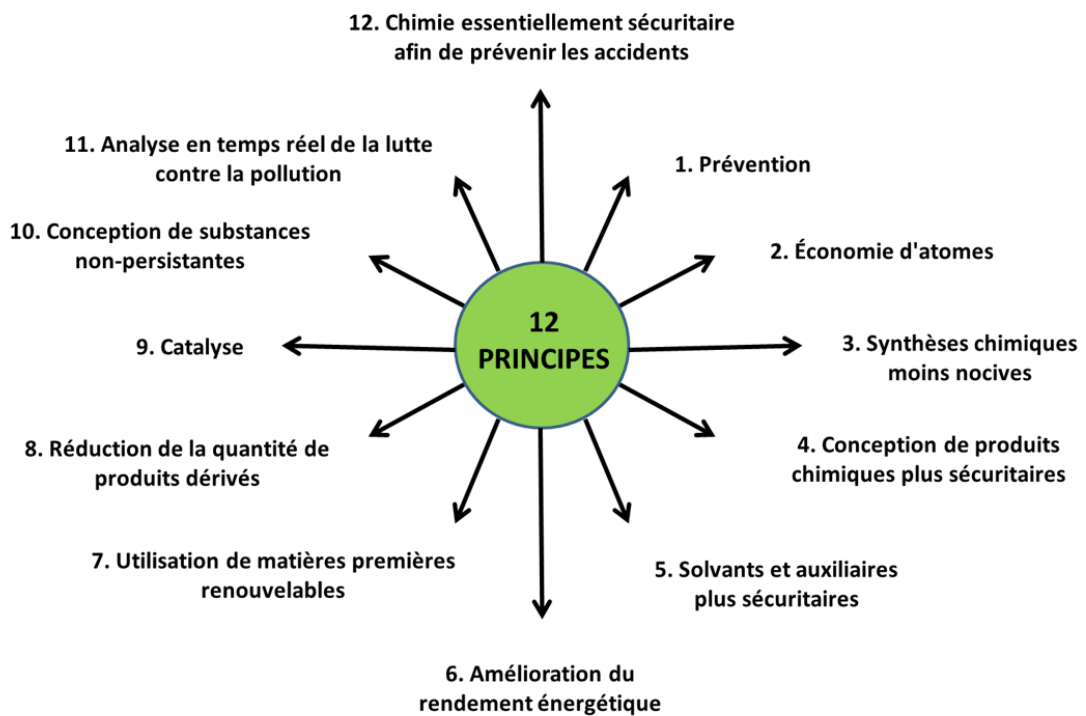 12. Chimie essentiellement sécuritaire
afin de prévenir les accidents
11. Analyse en temps réel de la lutte
contre la pollution
1. Prévention
10. Conception de substances
non-persistantes
2. Économie d'atomes
12
PRINCIPES
9. Catalyse
3. Synthèses chimiques
moins nocives
8. Réduction de la quantité de
produits dérivés
4. Conception de produits
chimiques plus sécuritaires
7. Utilisation de matières premières
renouvelables
5. Solvants et auxiliaires
plus sécuritaires
6. Amélioration du
rendement énergétique